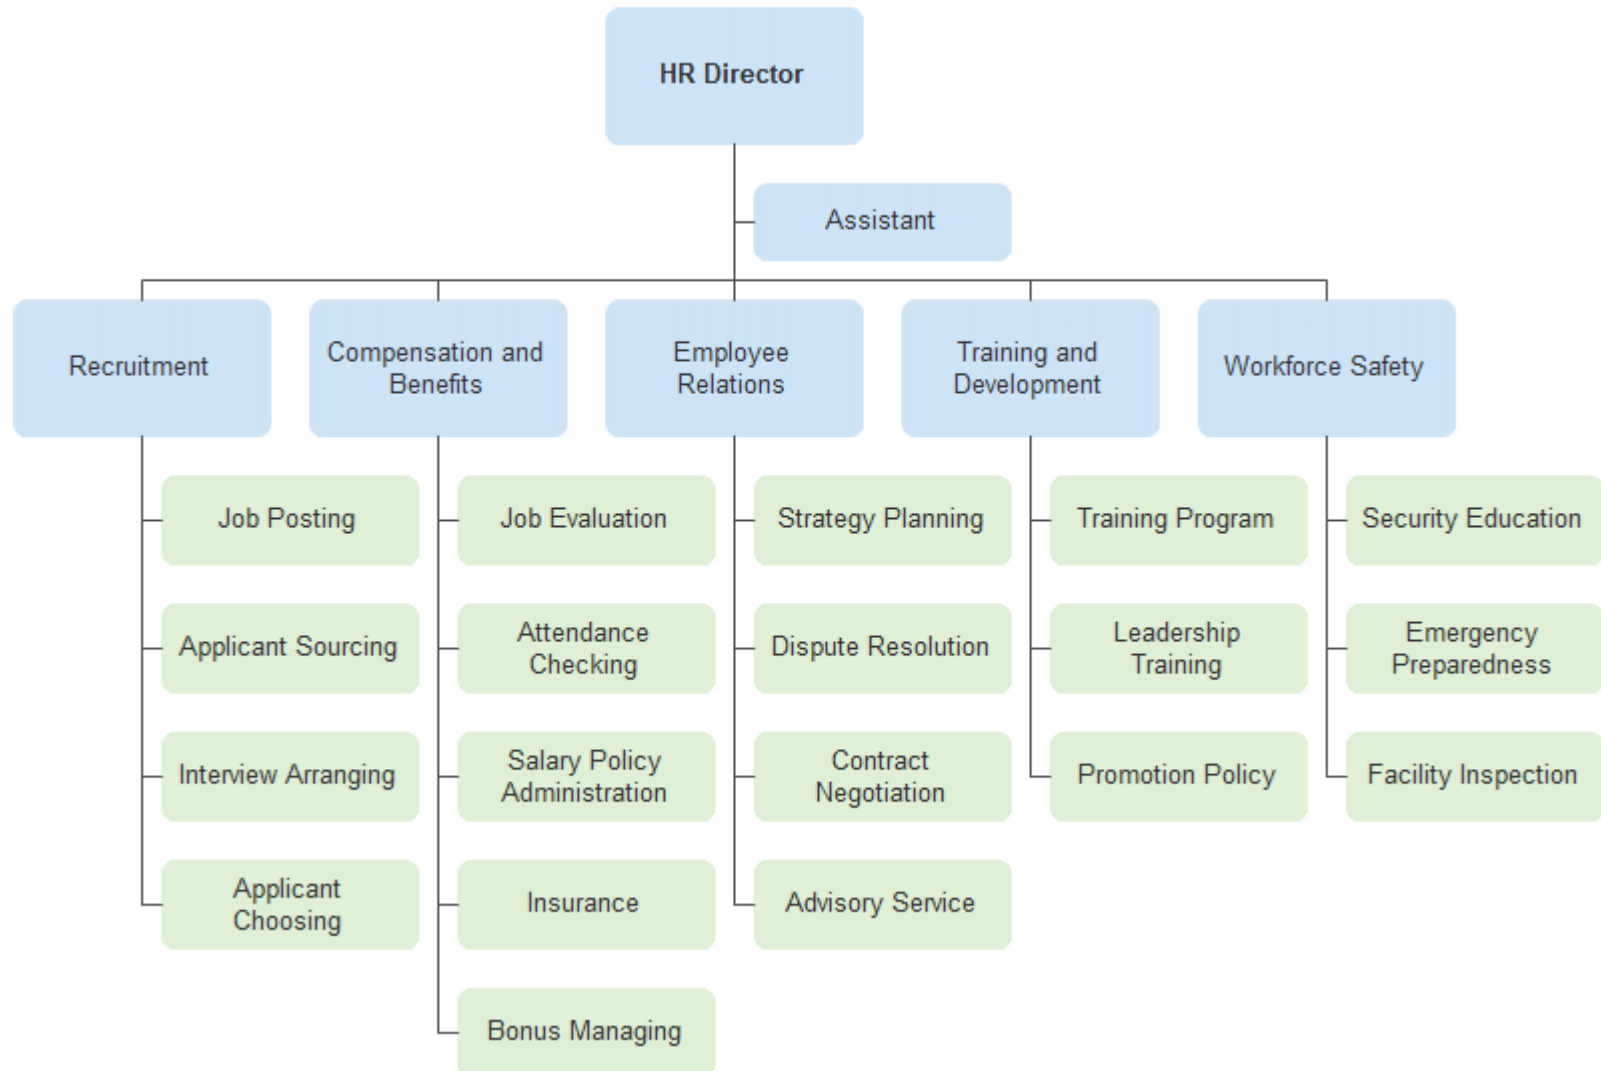 HR Director
Assistant
Recruitment
Compensation and
Benefits
Employee
Relations
Training and
Development
Workforce Safety
Job Posting
Job Evaluation
Strategy Planning
Training Program
Security Education
Applicant Sourcing
Attendance
Checking
Dispute Resolution
Leadership
Training
Emergency
Preparedness
Interview Arranging
Salary Policy
Administration
Contract
Negotiation
Promotion Policy
Facility Inspection
Applicant
Choosing
Insurance
Advisory Service
Bonus Managing